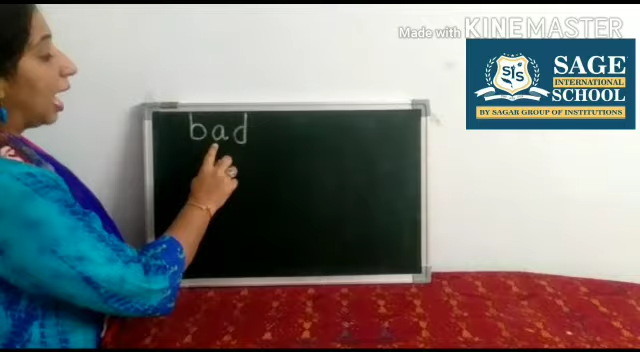 Made with KINEMASTER
SIS
SAGE
INTERNATIONAL
SCHOOL
BY SAGAR GROUP OF INSTITUTIONS
bad